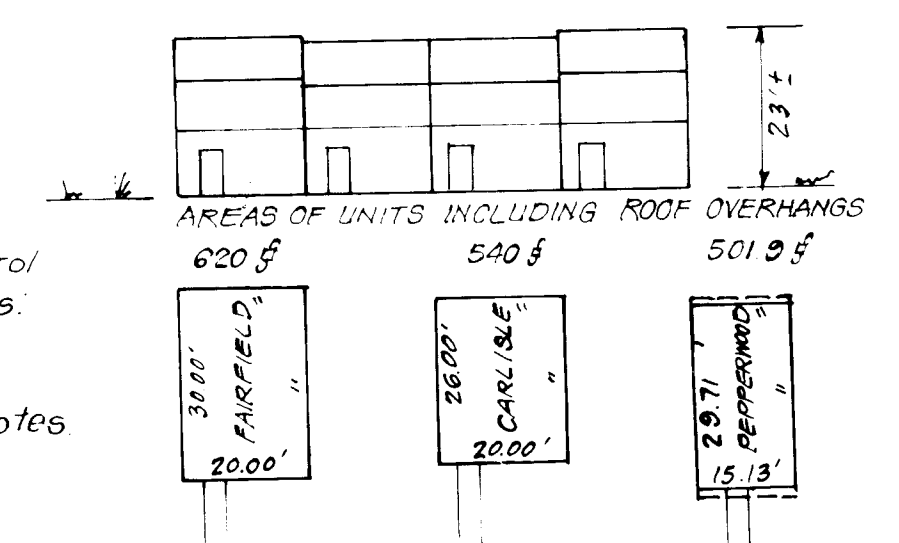 23'±
AREAS OF UNITS INCLUDING ROOF OVERHANGS
620 ⌿
540 ⌿
501.9 ⌿
rol
s:
otes.
30.00'
FAIRFIELD" "
20.00'
26.00'
CARLISLE" "
20.00'
29.71'
PEPPERWOOD" "
15.13'